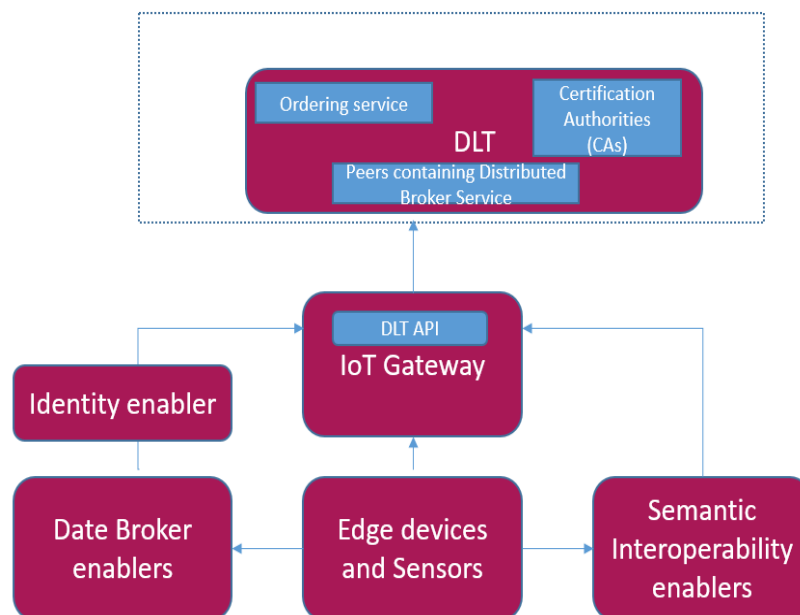 Ordering service
Certification
Authorities
(CAs)
DLT
Peers containing Distributed
Broker Service
DLT API
IoT Gateway
Identity enabler
Date Broker
enablers
Edge devices
and Sensors
Semantic
Interoperability
enablers